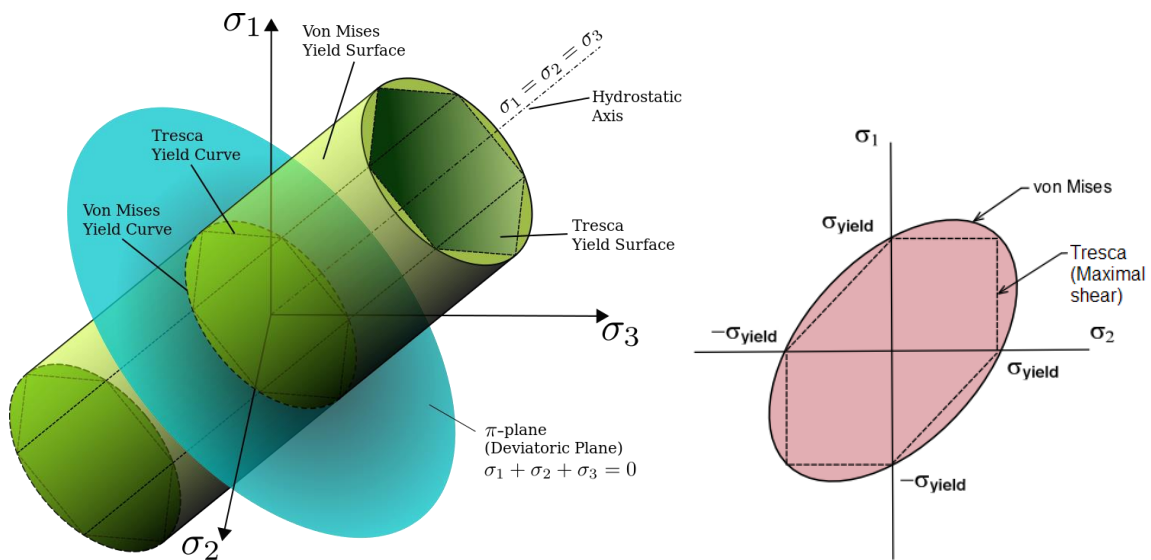 σ₁
Von Mises
Yield Surface
σ₁ = σ₂ = σ₃
Hydrostatic
Axis
Tresca
Yield Curve
Von Mises
Yield Curve
Tresca
Yield Surface
σ₃
π-plane
(Deviatoric Plane)
σ₁ + σ₂ + σ₃ = 0
σ₂
σ₁
von Mises
σyield
Tresca
(Maximal
shear)
−σyield
σ₂
σyield
−σyield